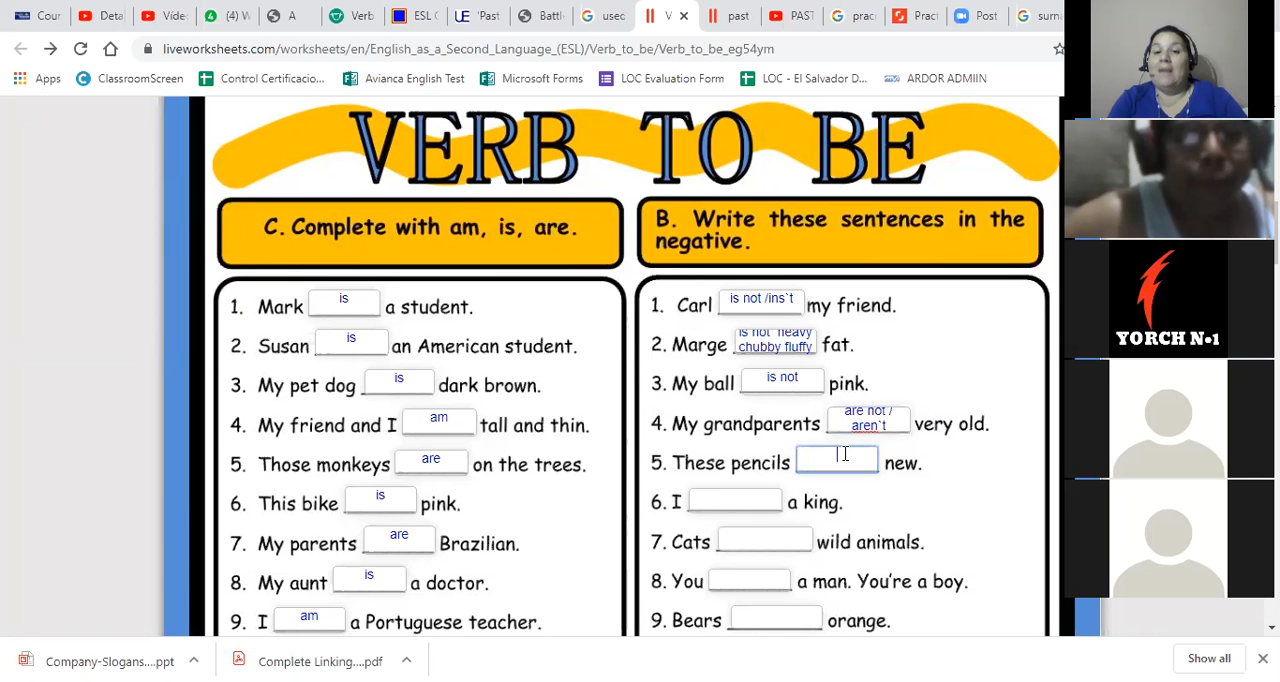 Cour
Deta
Vídeo
(4) W
A
Verb
ESL C
'Past
Battl
usec
V
past
PAST
prac
Pract
Post
surna
liveworksheets.com/worksheets/en/English_as_a_Second_Language_(ESL)/Verb_to_be/Verb_to_be_eg54ym
Apps
ClassroomScreen
Control Certificacio...
Avianca English Test
Microsoft Forms
LOC Evaluation Form
LOC - El Salvador D...
ARDOR ADMIIN
VERB TO BE
C. Complete with am, is, are.
1. Mark is a student.
2. Susan is an American student.
3. My pet dog is dark brown.
4. My friend and I am tall and thin.
5. Those monkeys are on the trees.
6. This bike is pink.
7. My parents are Brazilian.
8. My aunt is a doctor.
9. I am a Portuguese teacher.
B. Write these sentences in the
negative.
1. Carl is not /ins`t my friend.
2. Marge is not heavy
chubby fluffy fat.
3. My ball is not pink.
4. My grandparents are not /
aren`t very old.
5. These pencils new.
6. I a king.
7. Cats wild animals.
8. You a man. You're a boy.
9. Bears orange.
YORCH N•1
Company-Slogans....ppt
Complete Linking....pdf
Show all